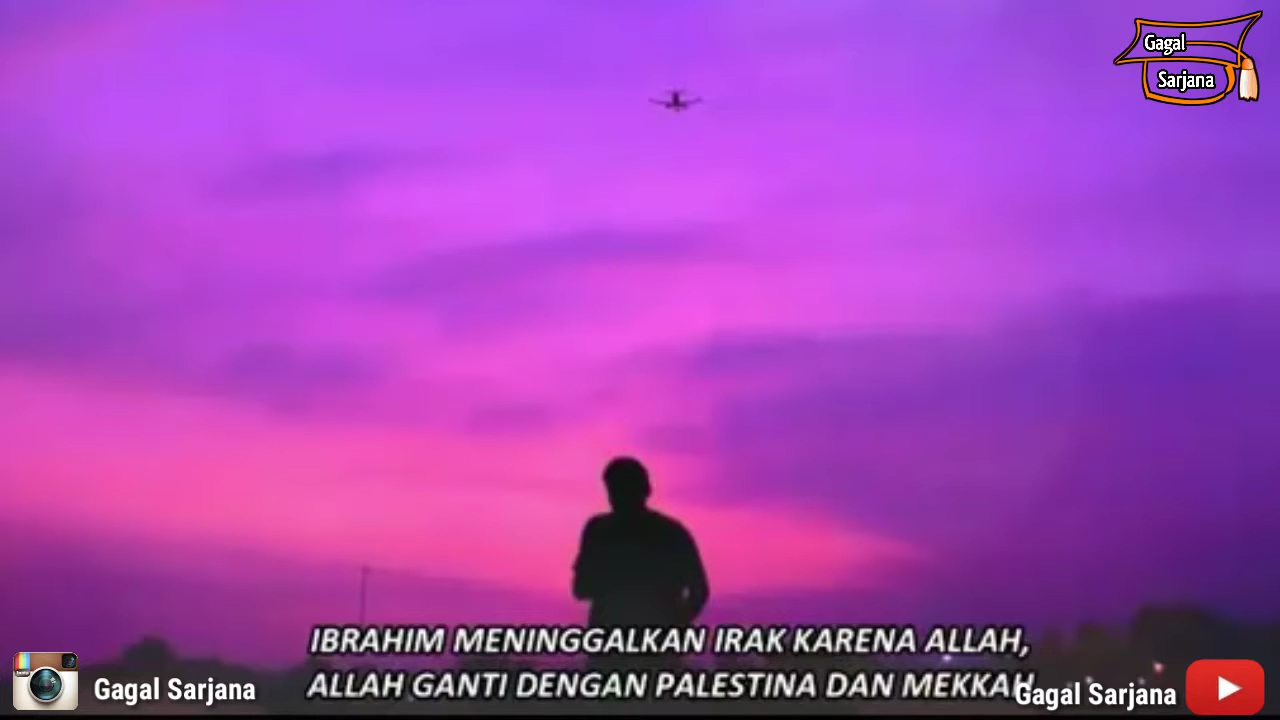 Gagal
Sarjana
IBRAHIM MENINGGALKAN IRAK KARENA ALLAH,
ALLAH GANTI DENGAN PALESTINA DAN MEKKAH
Gagal Sarjana
Gagal Sarjana